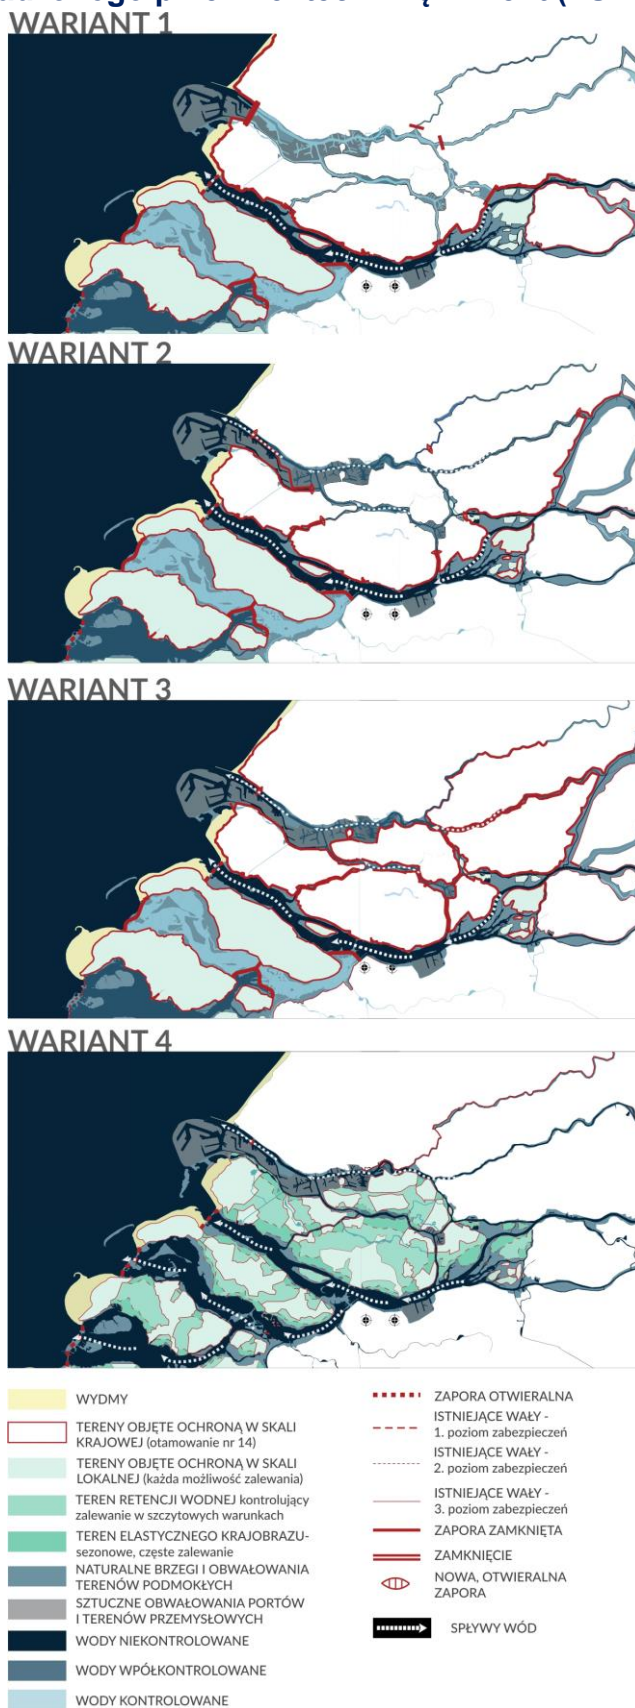 WARIANT 1
WARIANT 2
WARIANT 3
WARIANT 4
WYDMY
TERENY OBJĘTE OCHRONĄ W SKALI
KRAJOWEJ (otamowanie nr 14)
TERENY OBJĘTE OCHRONĄ W SKALI
LOKALNEJ (każda możliwość zalewania)
TEREN RETENCJI WODNEJ kontrolujący
zalewanie w szczytowych warunkach
TEREN ELASTYCZNEGO KRAJOBRAZU-
sezonowe, częste zalewanie
NATURALNE BRZEGI I OBWAŁOWANIA
TERENÓW PODMOKŁYCH
SZTUCZNE OBWAŁOWANIA PORTÓW
I TERENÓW PRZEMYSŁOWYCH
WODY NIEKONTROLOWANE
WODY WPÓŁKONTROLOWANE
WODY KONTROLOWANE
ZAPORA OTWIERALNA
ISTNIEJĄCE WAŁY -
1. poziom zabezpieczeń
ISTNIEJĄCE WAŁY -
2. poziom zabezpieczeń
ISTNIEJĄCE WAŁY -
3. poziom zabezpieczeń
ZAPORA ZAMKNIĘTA
ZAMKNIĘCIE
NOWA, OTWIERALNA
ZAPORA
SPŁYWY WÓD